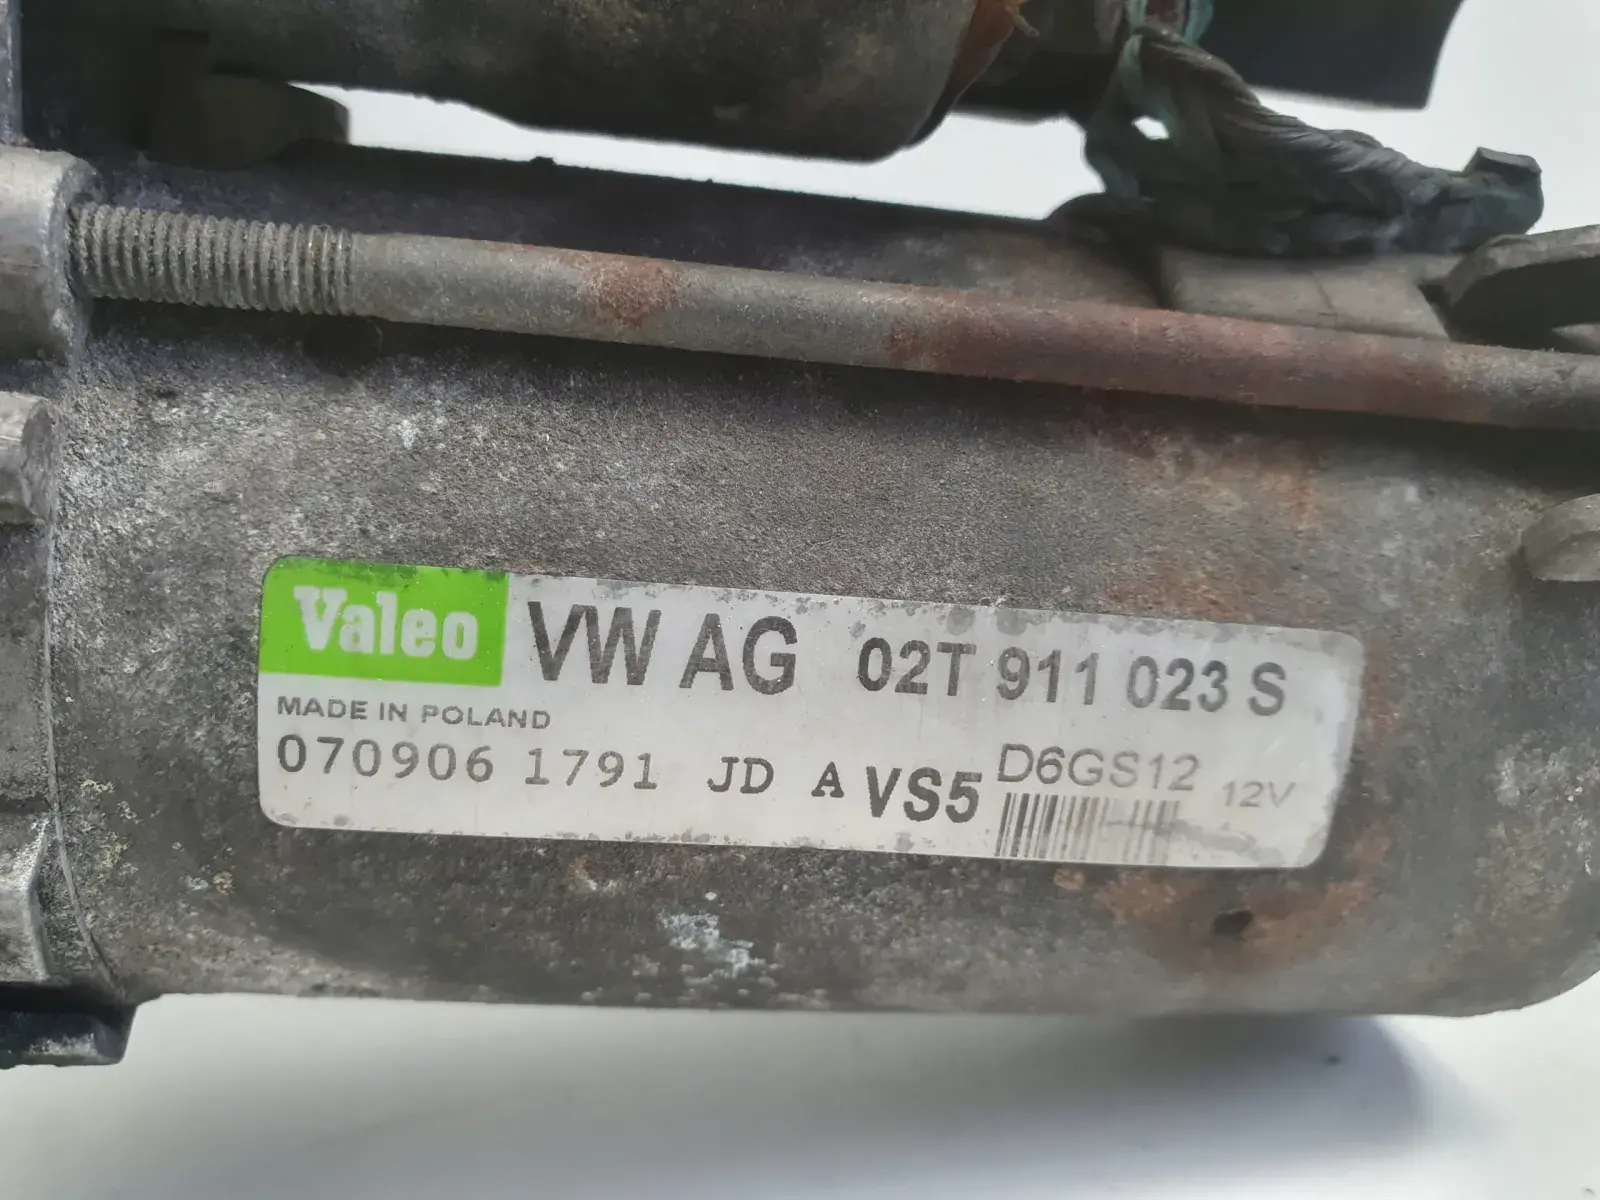 Valeo VW AG 02T 911 023 S
MADE IN POLAND
070906 1791 JD A VS5 D6GS12 12V